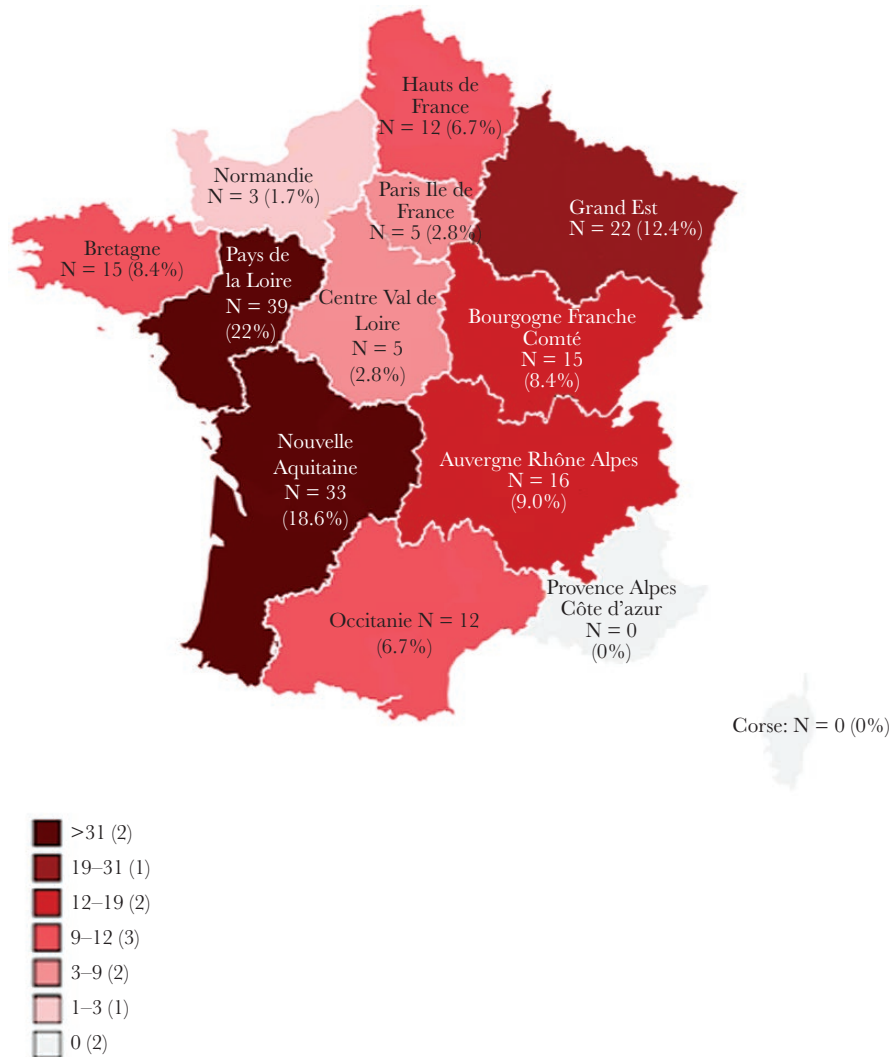 Hauts de
France
N = 12 (6.7%)
Normandie
N = 3 (1.7%)
Paris Ile de
France
N = 5 (2.8%)
Grand Est
N = 22 (12.4%)
Bretagne
N = 15 (8.4%)
Pays de
la Loire
N = 39
(22%)
Centre Val de
Loire
N = 5
(2.8%)
Bourgogne Franche
Comté
N = 15
(8.4%)
Nouvelle
Aquitaine
N = 33
(18.6%)
Auvergne Rhône Alpes
N = 16
(9.0%)
Provence Alpes
Côte d’azur
N = 0
(0%)
Occitanie N = 12
(6.7%)
Corse: N = 0 (0%)
>31 (2)
19–31 (1)
12–19 (2)
9–12 (3)
3–9 (2)
1–3 (1)
0 (2)